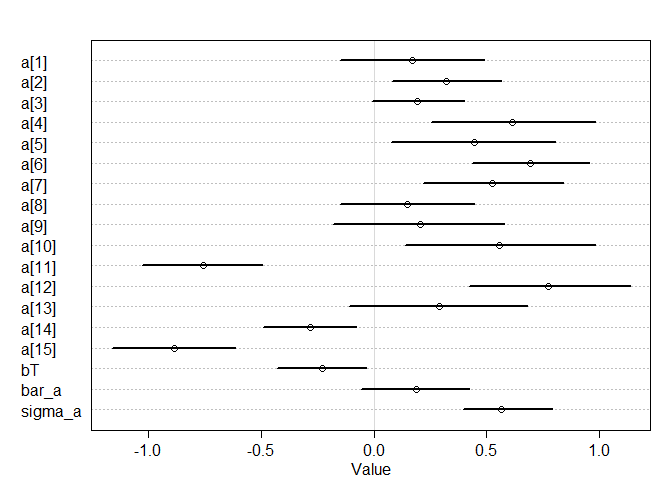 a[1]
a[2]
a[3]
a[4]
a[5]
a[6]
a[7]
a[8]
a[9]
a[10]
a[11]
a[12]
a[13]
a[14]
a[15]
bT
bar_a
sigma_a
-1.0 -0.5 0.0 0.5 1.0
Value